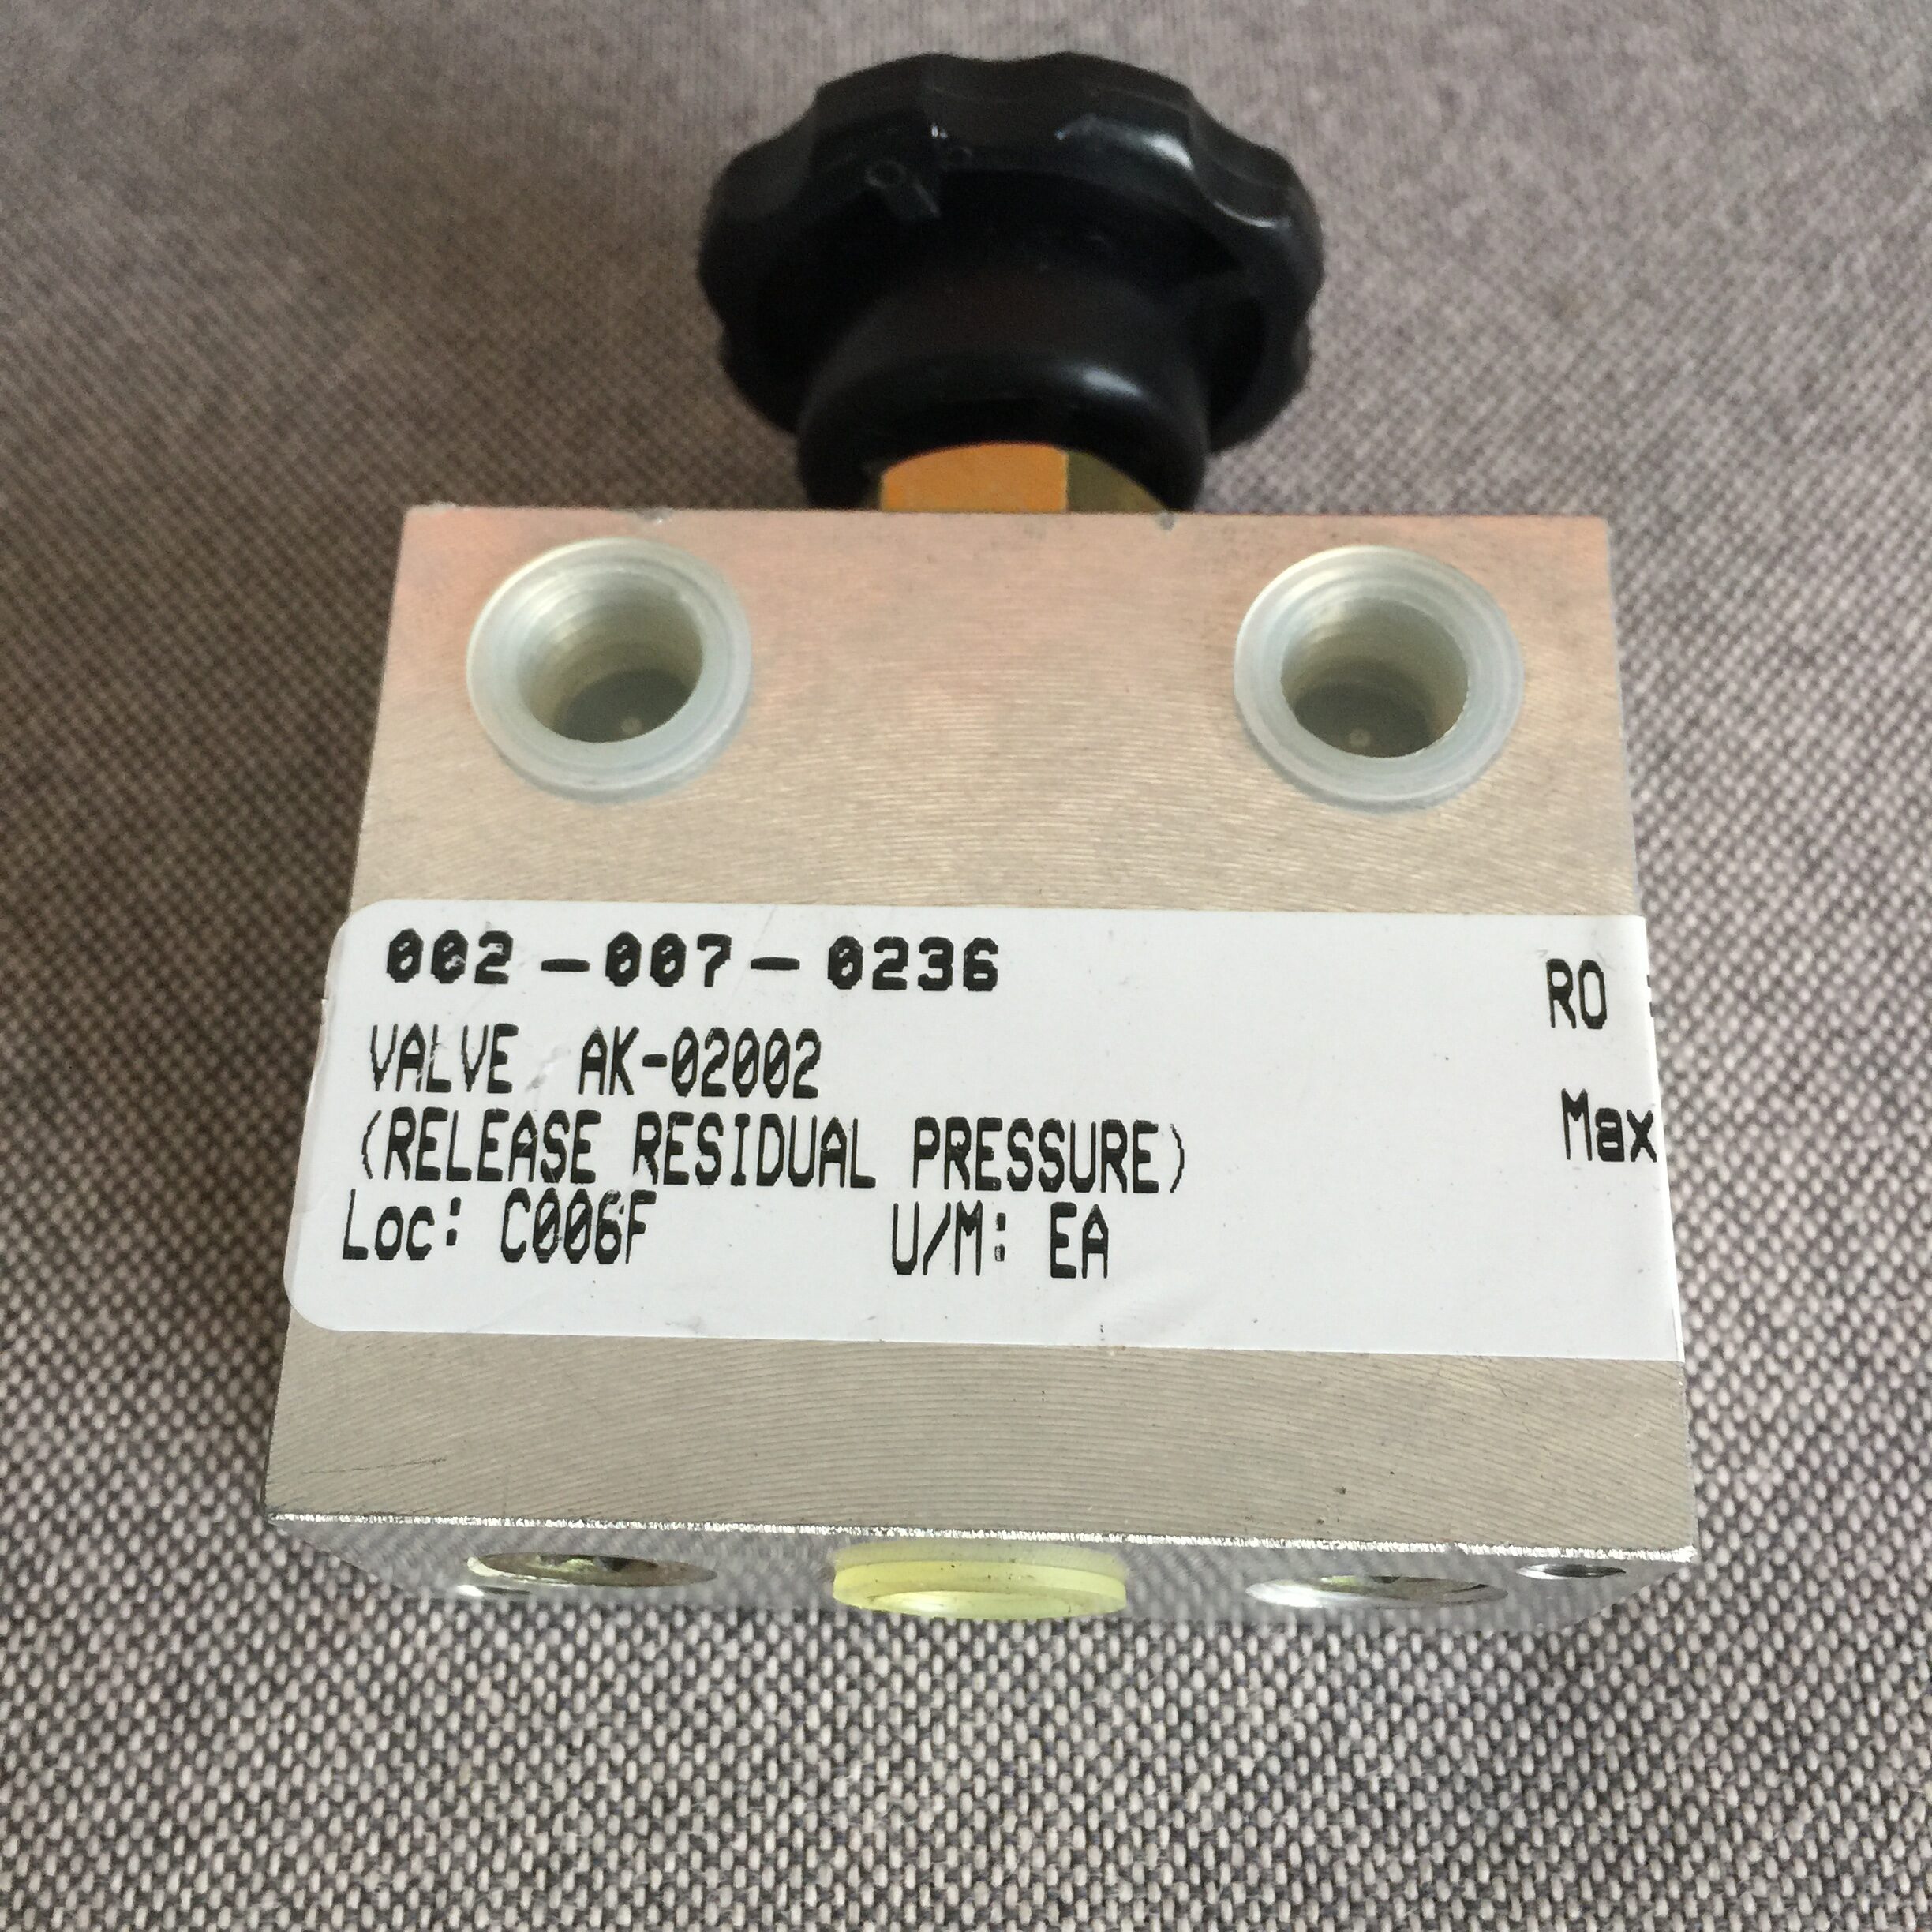 002-007-0236
RO
VALVE AK-02002
(RELEASE RESIDUAL PRESSURE)
Max
Loc: C006F U/M: EA